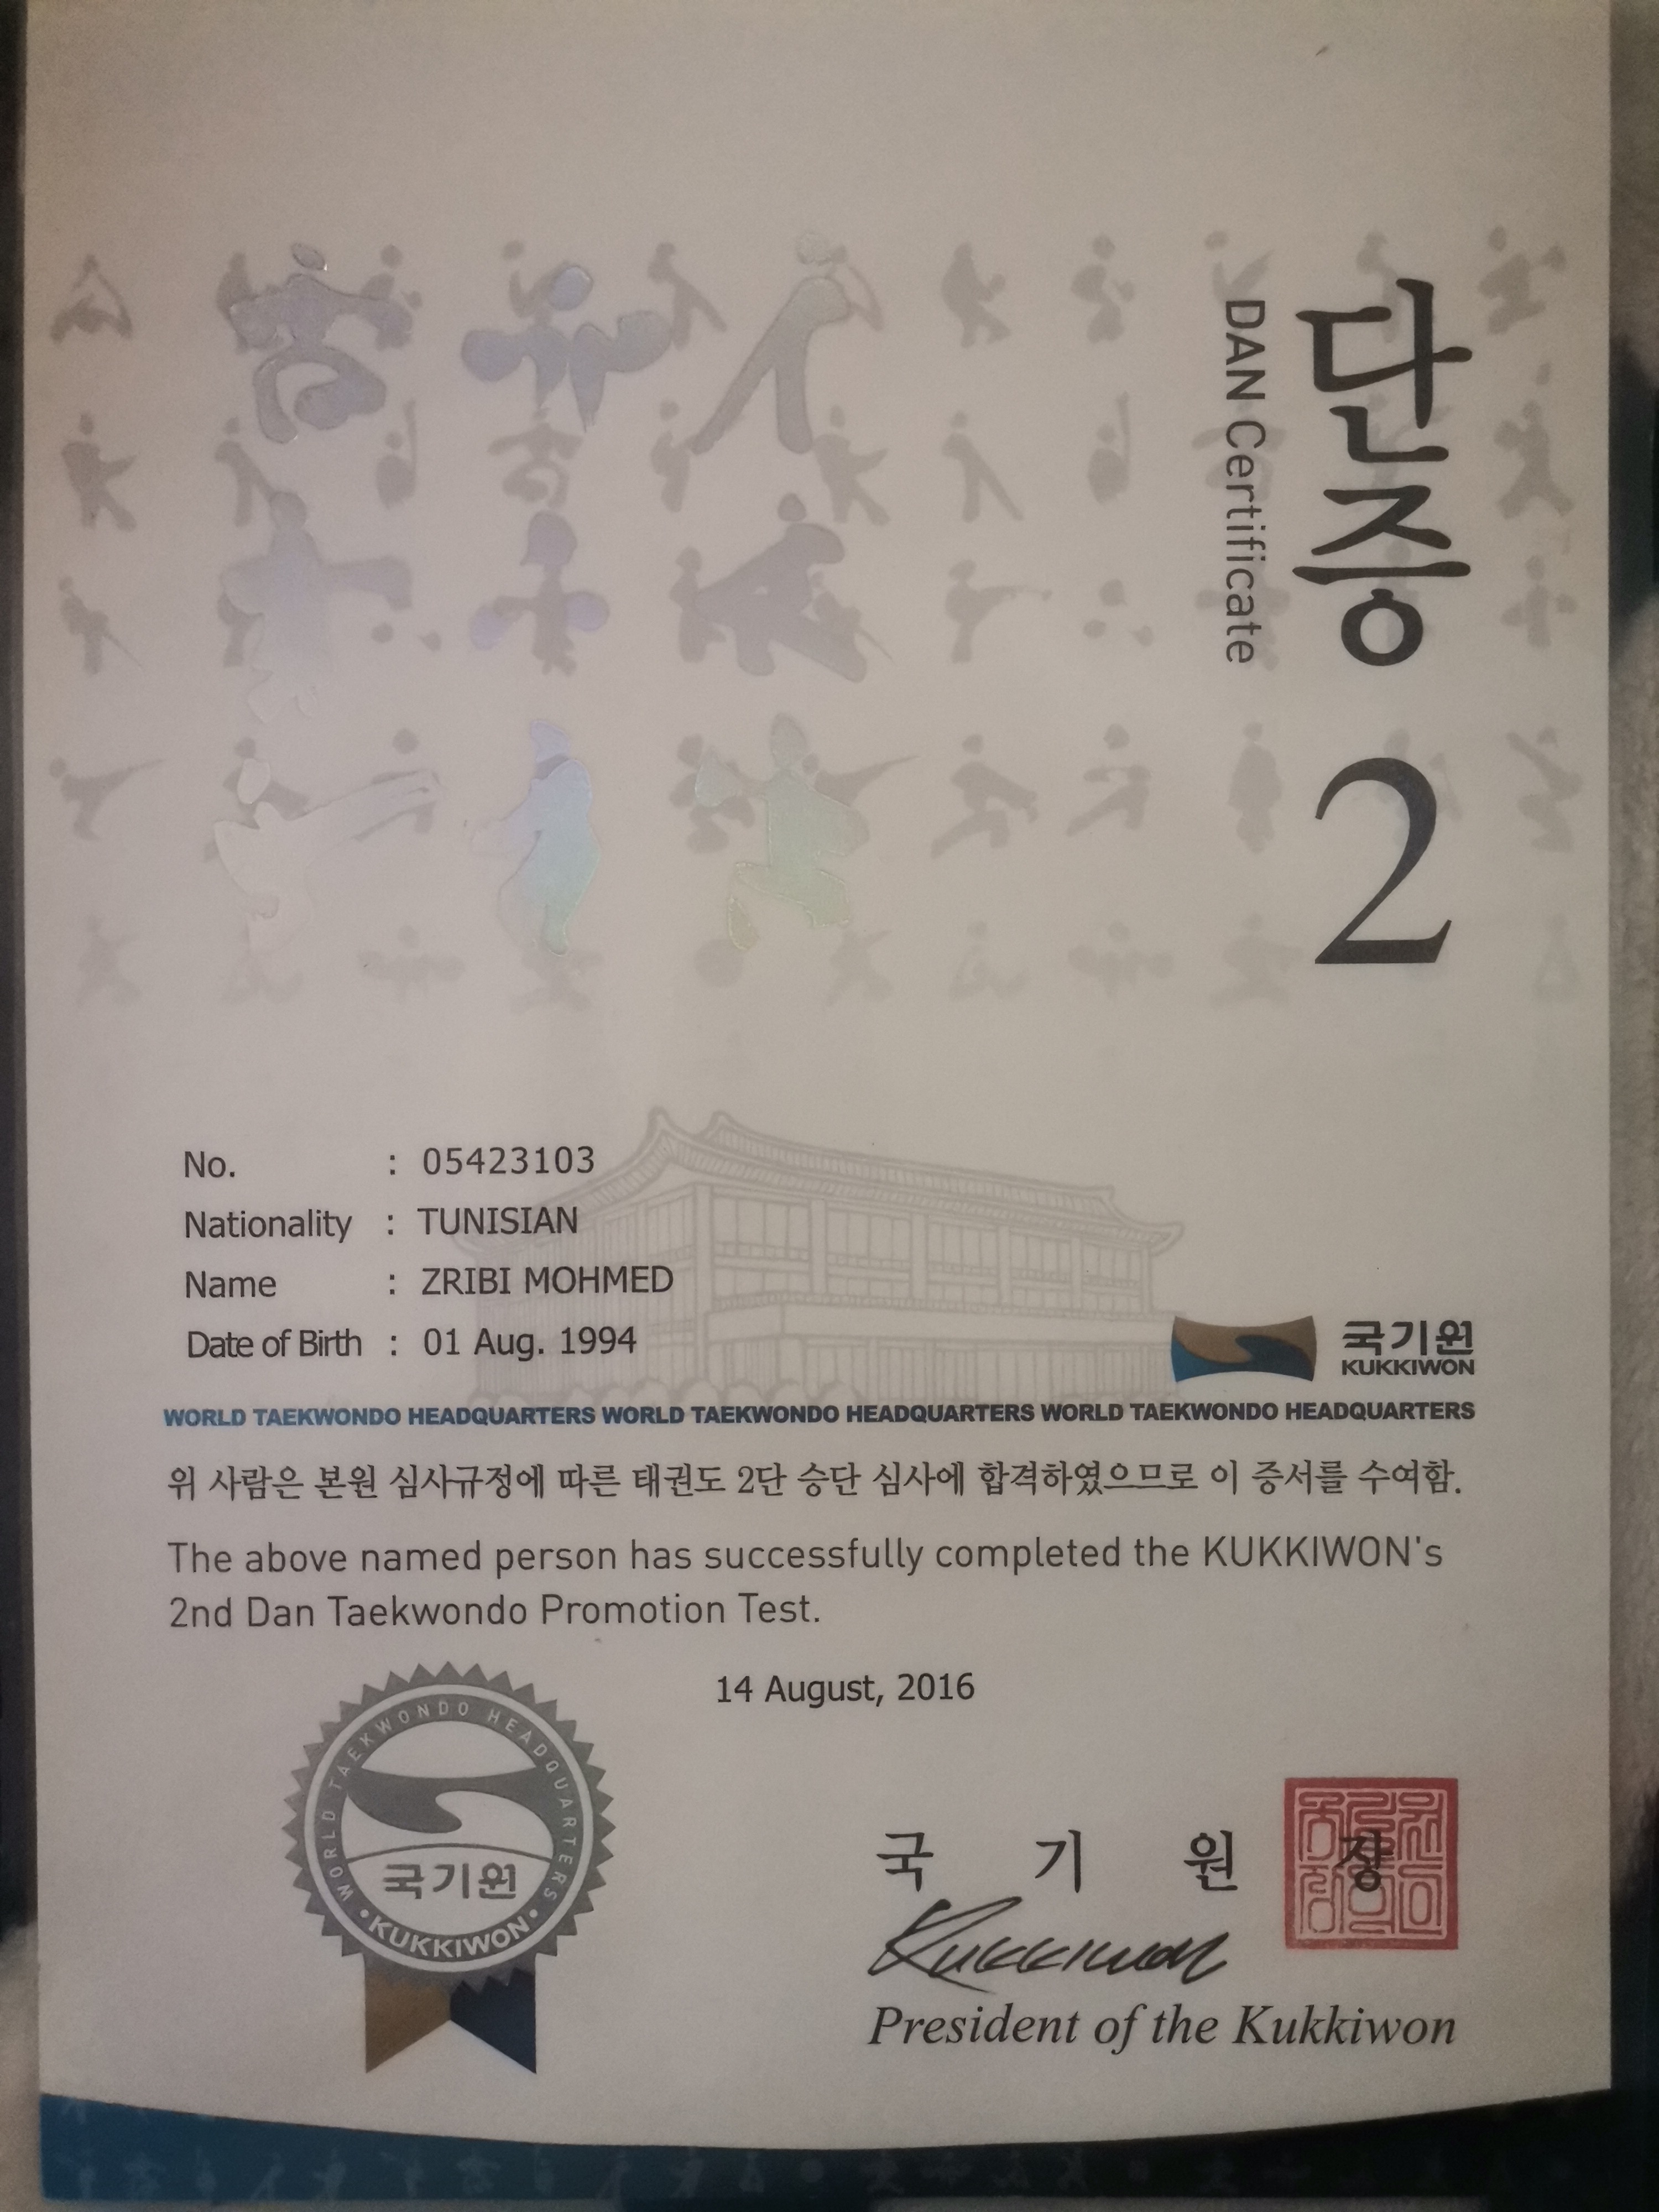 단증 2
DAN Certificate
No. : 05423103
Nationality : TUNISIAN
Name : ZRIBI MOHMED
Date of Birth : 01 Aug. 1994
국기원
KUKKIWON
WORLD TAEKWONDO HEADQUARTERS WORLD TAEKWONDO HEADQUARTERS WORLD TAEKWONDO HEADQUARTERS
위 사람은 본원 심사규정에 따른 태권도 2단 승단 심사에 합격하였으므로 이 증서를 수여함.
The above named person has successfully completed the KUKKIWON's
2nd Dan Taekwondo Promotion Test.
14 August, 2016
WORLD TAEKWONDO HEADQUARTERS
국기원
• KUKKIWON •
국 기 원 장
Kukkiwon
President of the Kukkiwon